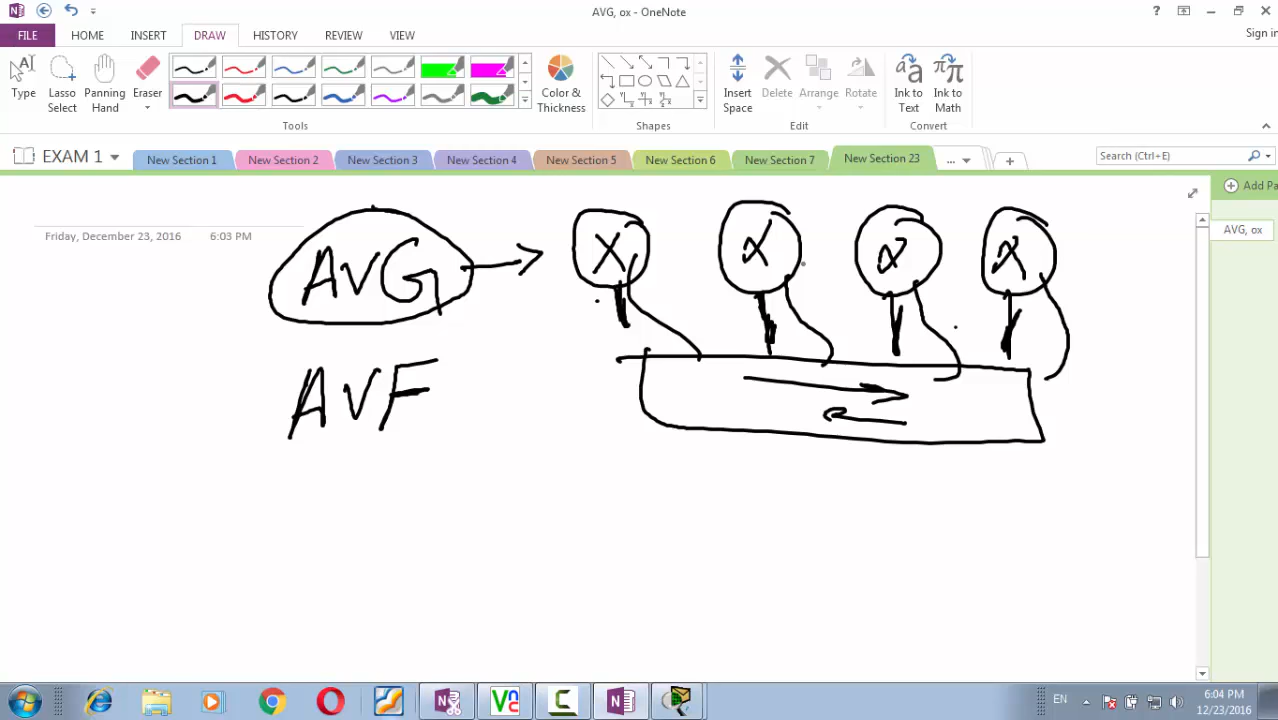 AVG, ox - OneNote
?
Sign in
FILE HOME INSERT DRAW HISTORY REVIEW VIEW
Type
Lasso Select
Panning Hand
Eraser
Color & Thickness
Insert Space
Delete
Arrange
Rotate
Ink to Text
Ink to Math
Tools
Shapes
Edit
Convert
EXAM 1
New Section 1
New Section 2
New Section 3
New Section 4
New Section 5
New Section 6
New Section 7
New Section 23
...
Search (Ctrl+E)
Add Pa
AVG, ox
Friday, December 23, 2016 6:03 PM
AVG
X
X
X
X
AVF
EN
6:04 PM
12/23/2016